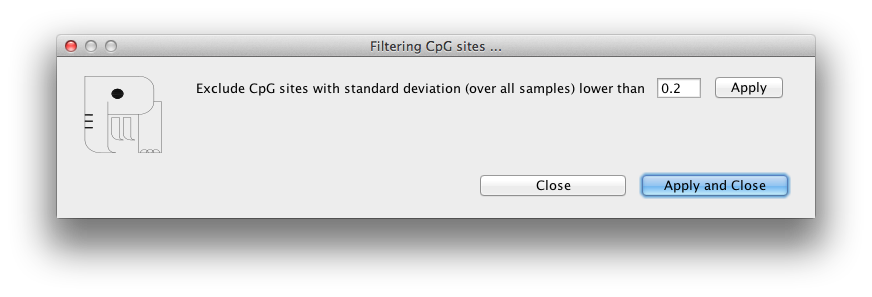 Filtering CpG sites ...
Exclude CpG sites with standard deviation (over all samples) lower than 0.2 Apply
Close Apply and Close